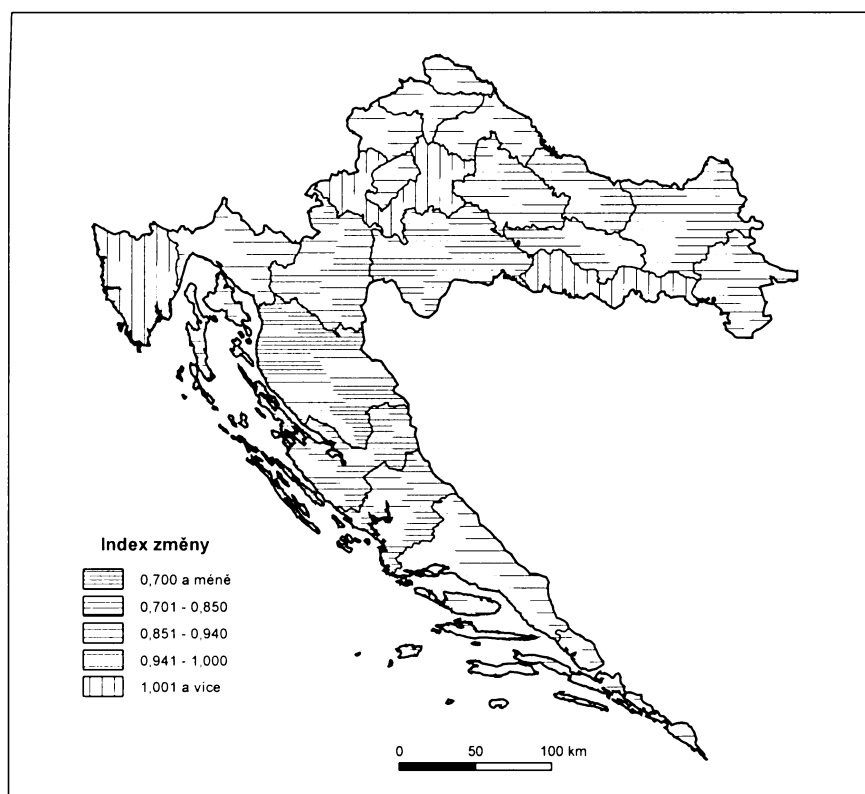 Index změny
0,700 a méně
0,701 - 0,850
0,851 - 0,940
0,941 - 1,000
1,001 a více
0 50 100 km